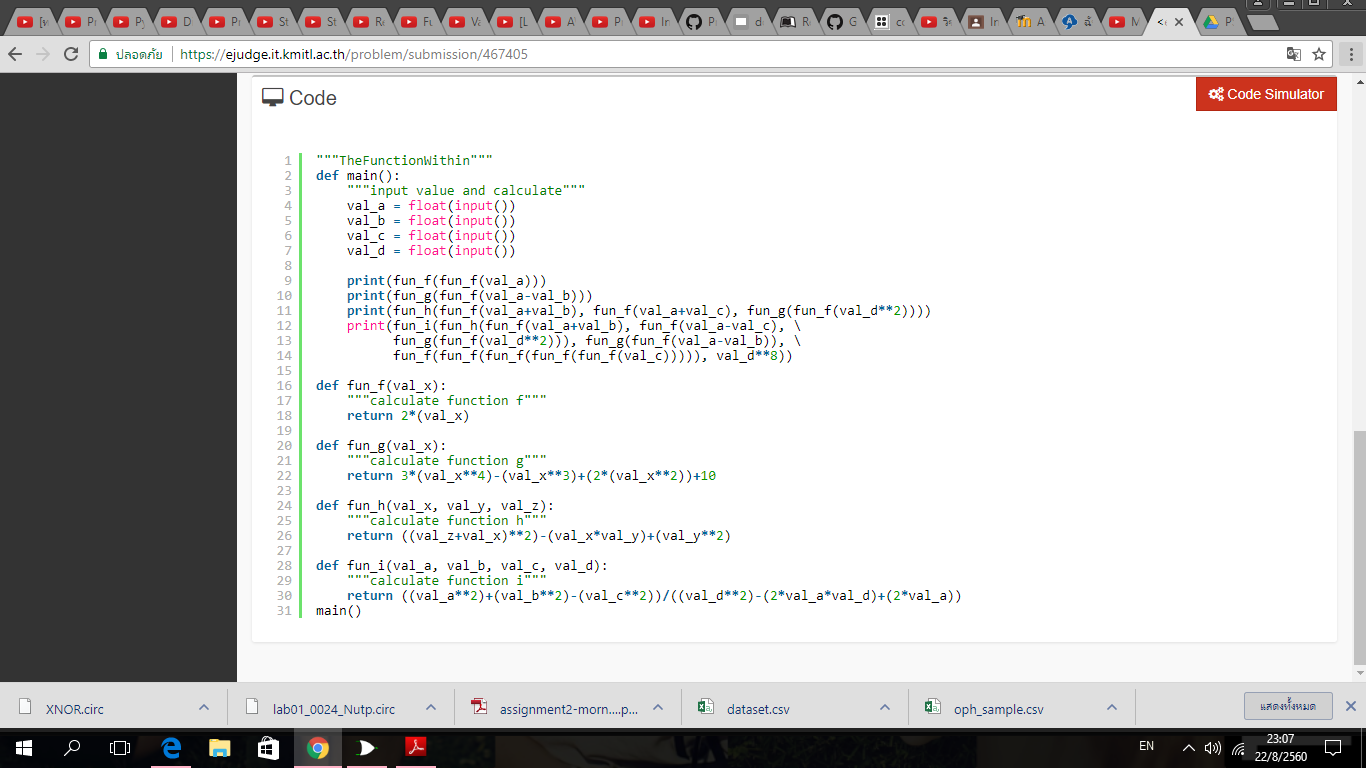 ปลอดภัย https://ejudge.it.kmitl.ac.th/problem/submission/467405
Code
Code Simulator
1 """TheFunctionWithin"""
2 def main():
3 """input value and calculate"""
4 val_a = float(input())
5 val_b = float(input())
6 val_c = float(input())
7 val_d = float(input())
8
9 print(fun_f(fun_f(val_a)))
10 print(fun_g(fun_f(val_a-val_b)))
11 print(fun_h(fun_f(val_a+val_b), fun_f(val_a+val_c), fun_g(fun_f(val_d**2))))
12 print(fun_i(fun_h(fun_f(val_a+val_b), fun_f(val_a-val_c), \
13 fun_g(fun_f(val_d**2))), fun_g(fun_f(val_a-val_b)), \
14 fun_f(fun_f(fun_f(fun_f(fun_f(val_c))))), val_d**8))
15
16 def fun_f(val_x):
17 """calculate function f"""
18 return 2*(val_x)
19
20 def fun_g(val_x):
21 """calculate function g"""
22 return 3*(val_x**4)-(val_x**3)+(2*(val_x**2))+10
23
24 def fun_h(val_x, val_y, val_z):
25 """calculate function h"""
26 return ((val_z+val_x)**2)-(val_x*val_y)+(val_y**2)
27
28 def fun_i(val_a, val_b, val_c, val_d):
29 """calculate function i"""
30 return ((val_a**2)+(val_b**2)-(val_c**2))/((val_d**2)-(2*val_a*val_d)+(2*val_a))
31 main()
XNOR.circ lab01_0024_Nutp.circ assignment2-morn....p... dataset.csv oph_sample.csv แสดงทั้งหมด
EN 23:07
22/8/2560